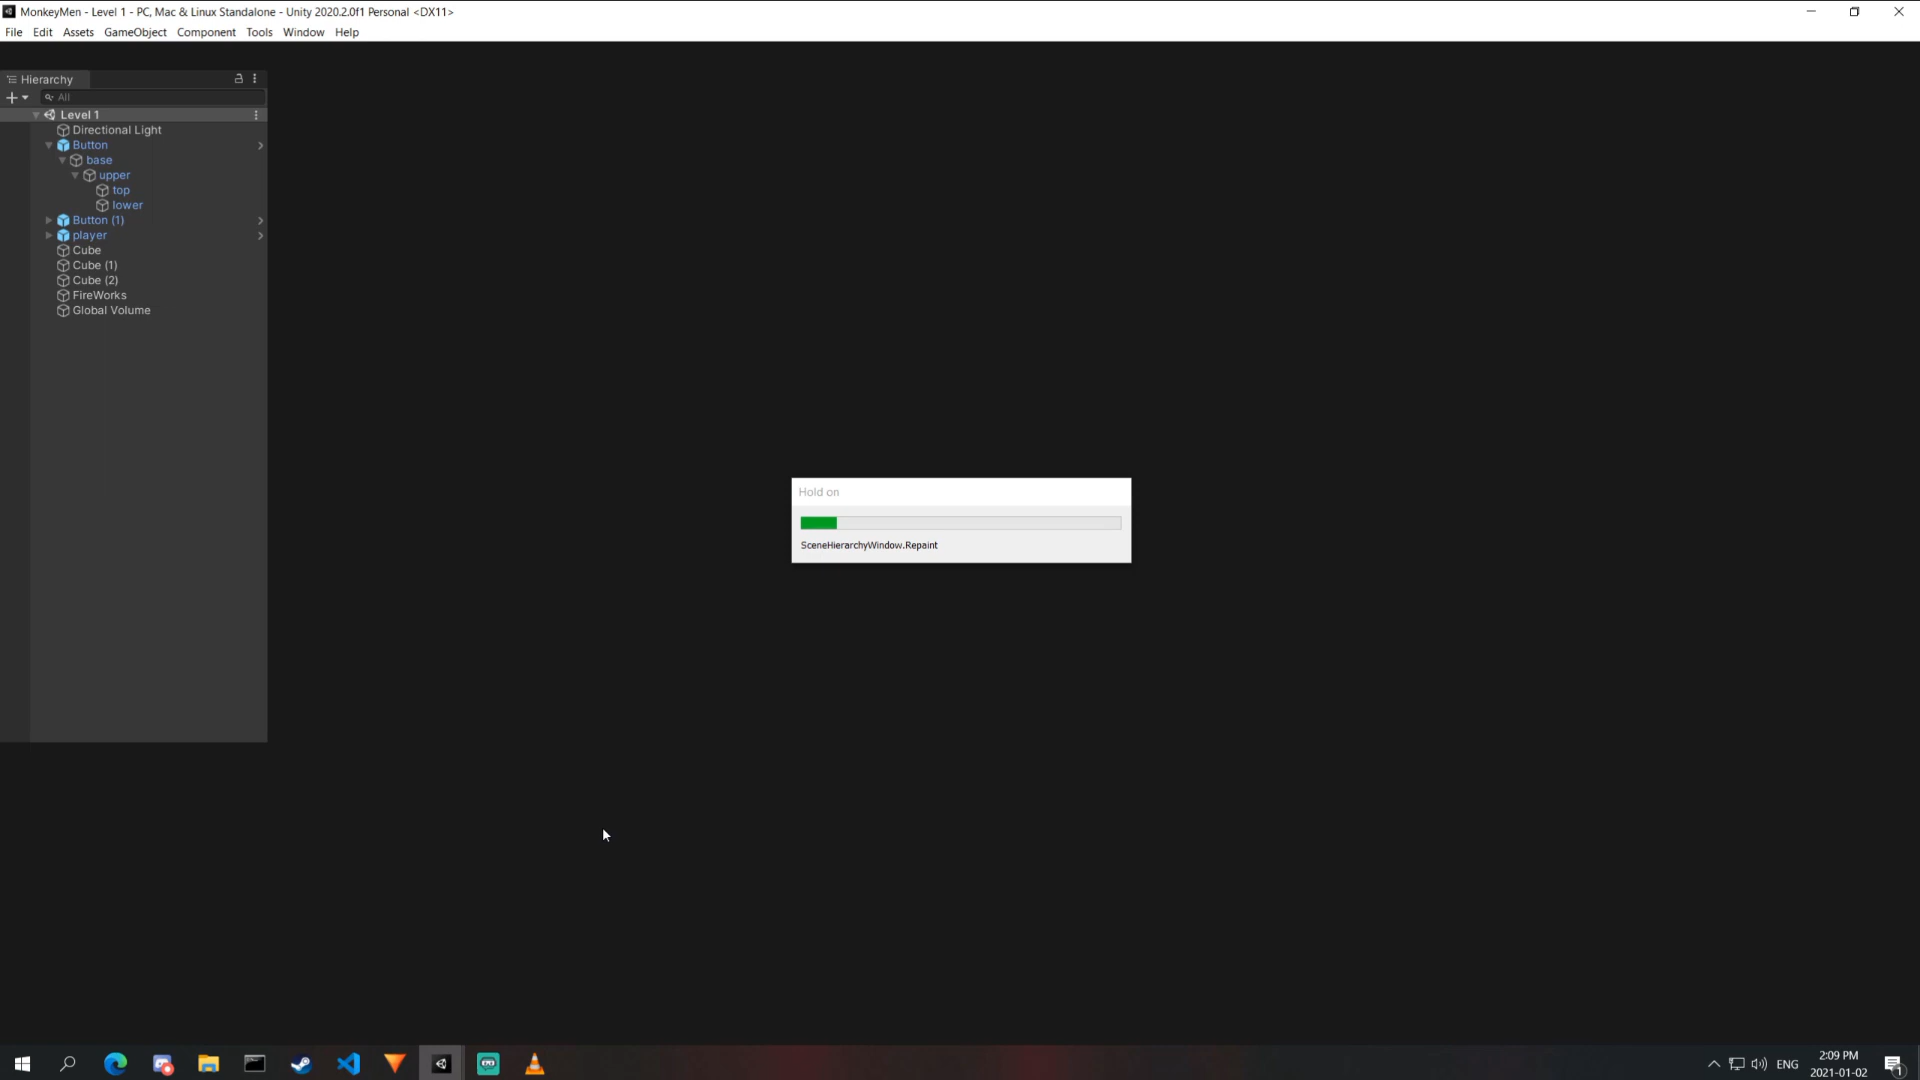 MonkeyMen - Level 1 - PC, Mac & Linux Standalone - Unity 2020.2.0f1 Personal <DX11>
File Edit Assets GameObject Component Tools Window Help
Hierarchy
All
Level 1
Directional Light
Button
base
upper
top
lower
Button (1)
player
Cube
Cube (1)
Cube (2)
FireWorks
Global Volume
Hold on
SceneHierarchyWindow.Repaint
ENG
2:09 PM
2021-01-02
1